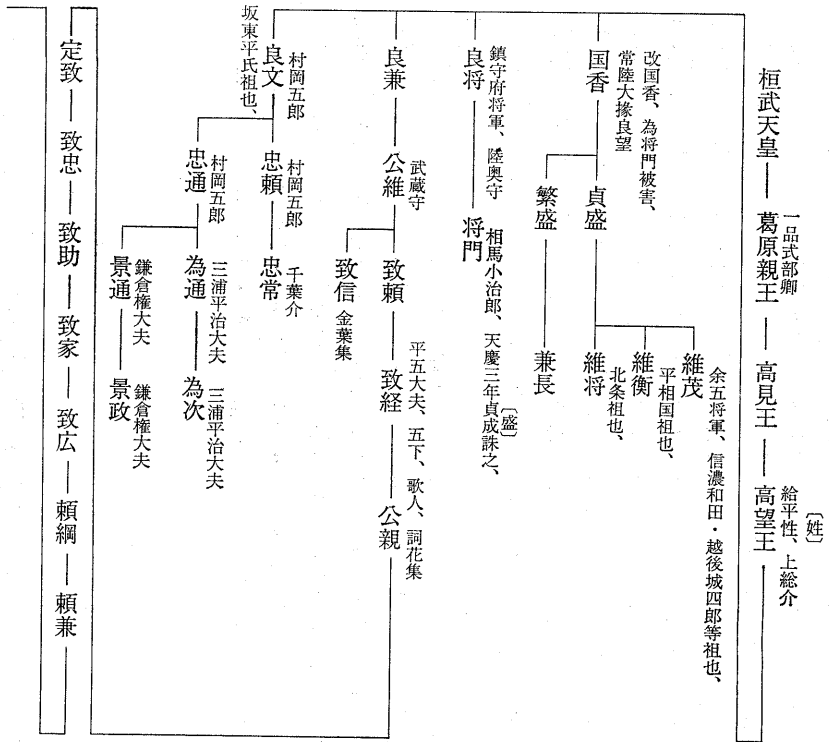 桓武天皇 葛原親王 高見王 高望王
一品式部卿
給平性、上総介
〔姓〕
余五将軍、信濃和田・越後城四郎等祖也、
維茂
平相国祖也、
維衡
北条祖也、
維将
改国香、為将門被害、
常陸大掾良望
国香 貞盛
繁盛 兼長
鎮守府将軍、陸奥守
良将 将門
相馬小治郎、天慶三年貞成誅之、
〔盛〕
良兼 公維 致頼 致経 公親
武蔵守
平五大夫、五下、歌人、詞花集
致信 金葉集
村岡五郎
良文 忠頼 忠常
坂東平氏祖也、
村岡五郎
千葉介
忠通 為通 為次
村岡五郎
三浦平治大夫
三浦平治大夫
景通 景政
鎌倉権大夫
鎌倉権大夫
定致 致忠 致助 致家 致広 頼綱 頼兼